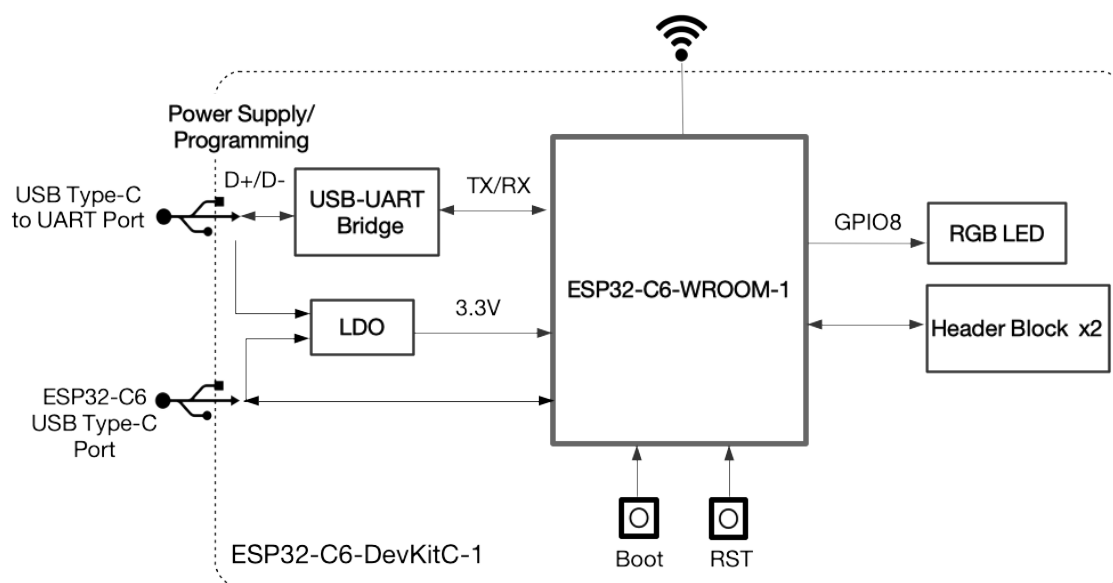 Power Supply/
Programming
USB Type-C
to UART Port
D+/D-
USB-UART
Bridge
TX/RX
ESP32-C6-WROOM-1
GPIO8
RGB LED
LDO
3.3V
Header Block x2
ESP32-C6
USB Type-C
Port
Boot
RST
ESP32-C6-DevKitC-1